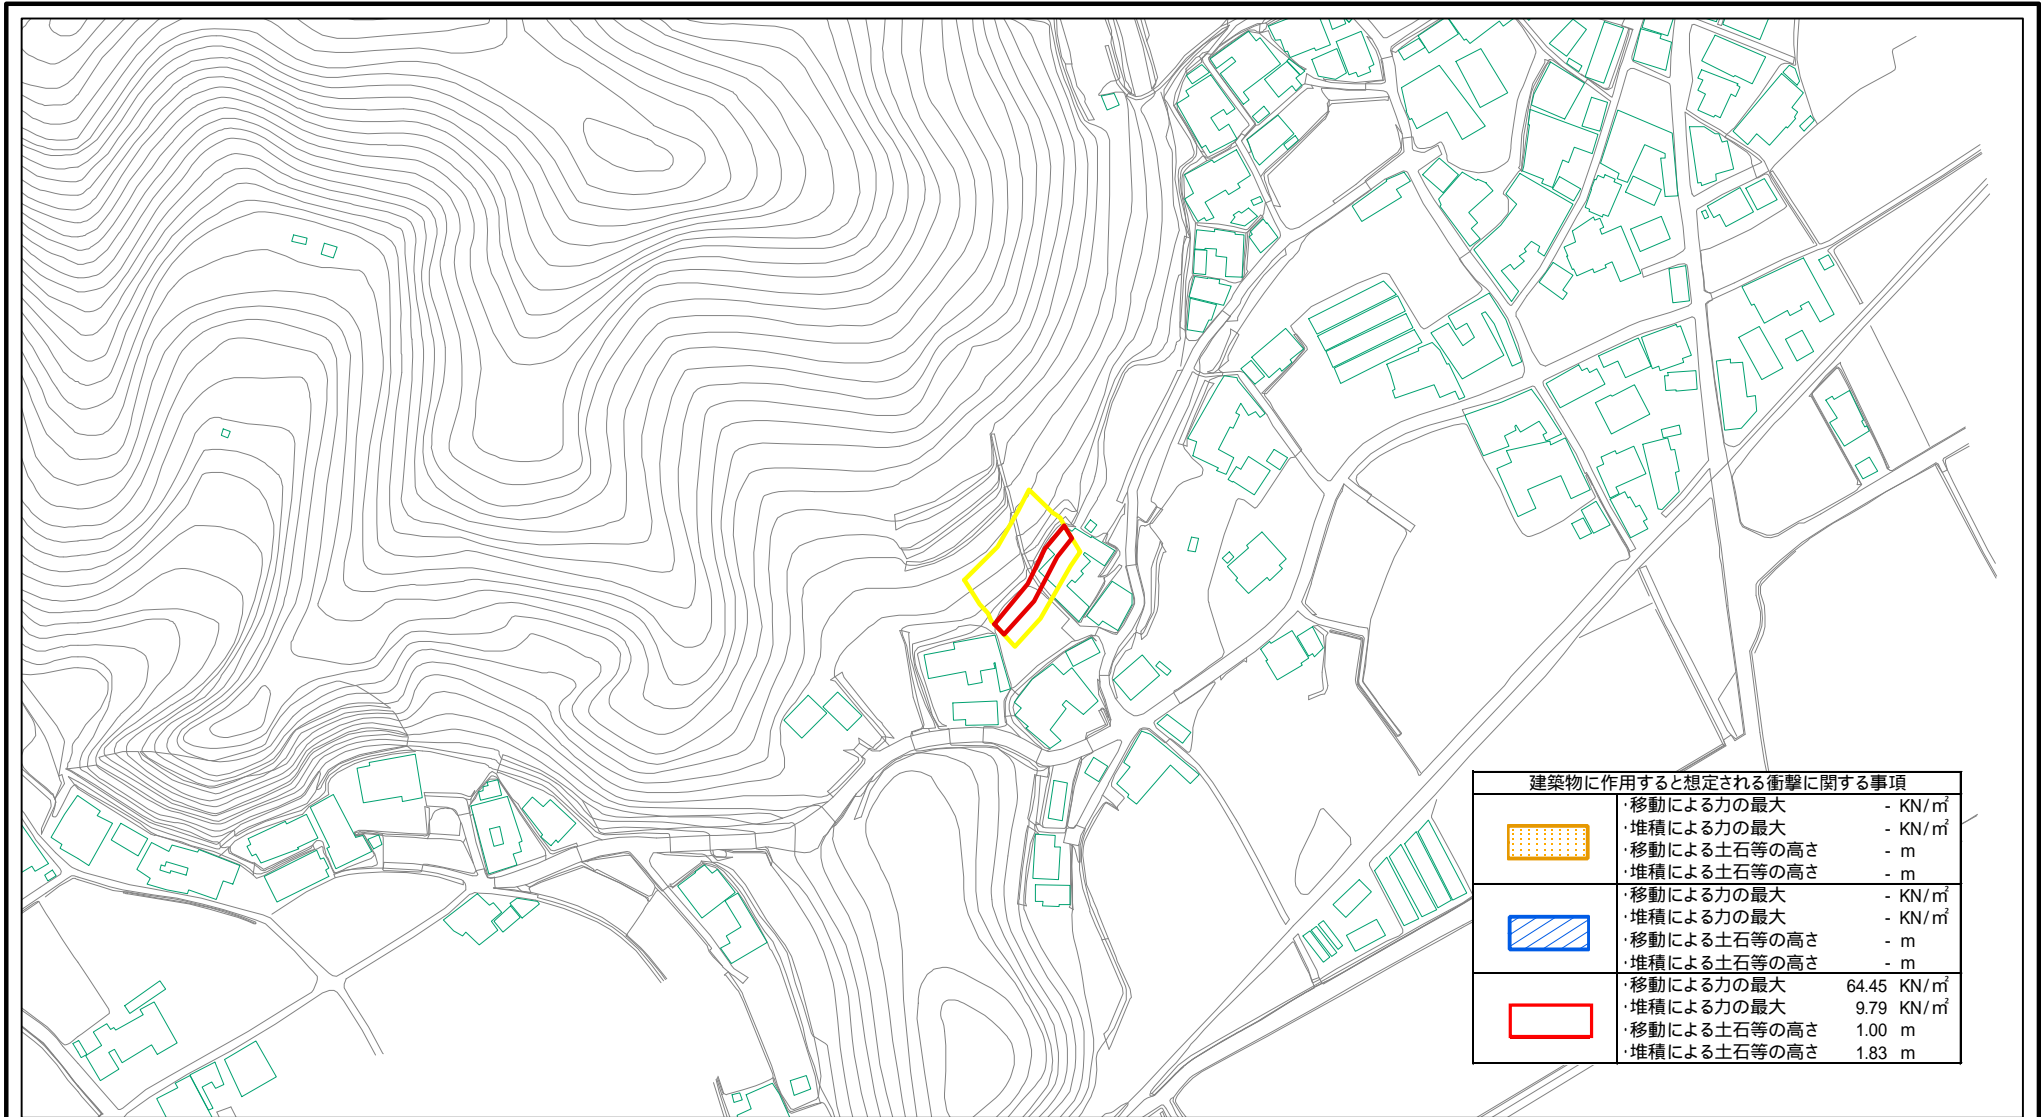 建築物に作用すると想定される衝撃に関する事項
・移動による力の最大 - KN/㎡
・堆積による力の最大 - KN/㎡
・移動による土石等の高さ - m
・堆積による土石等の高さ - m
・移動による力の最大 - KN/㎡
・堆積による力の最大 - KN/㎡
・移動による土石等の高さ - m
・堆積による土石等の高さ - m
・移動による力の最大 64.45 KN/㎡
・堆積による力の最大 9.79 KN/㎡
・移動による土石等の高さ 1.00 m
・堆積による土石等の高さ 1.83 m